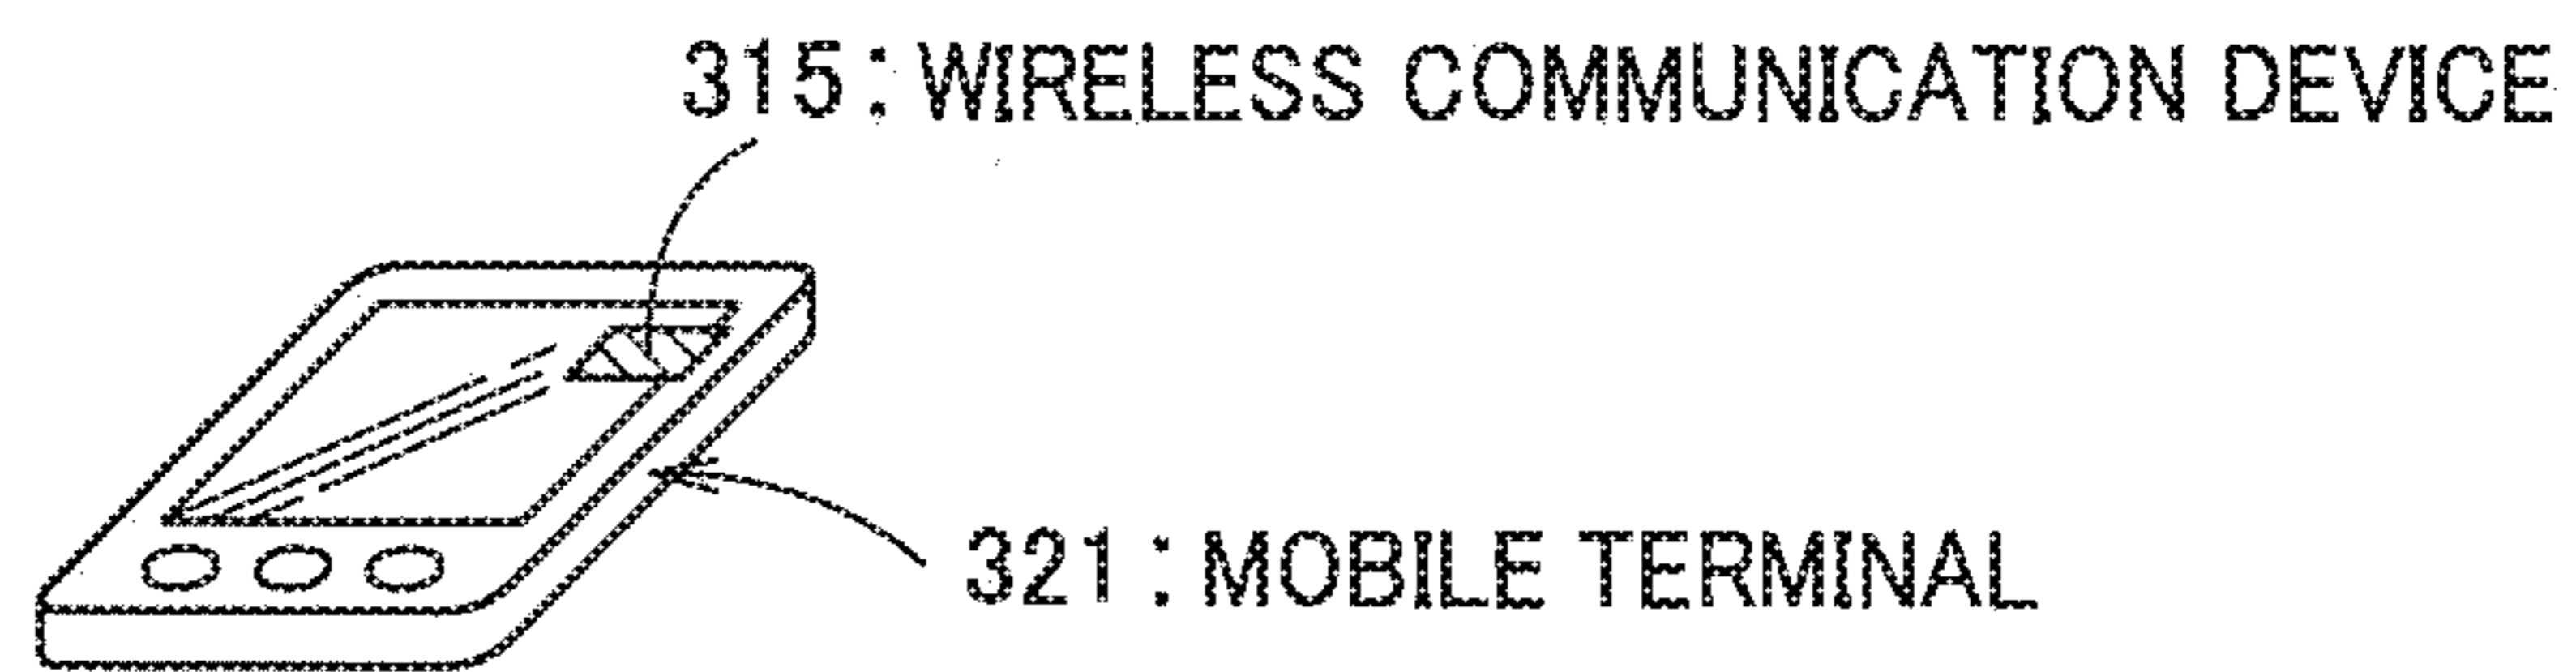 315: WIRELESS COMMUNICATION DEVICE
321: MOBILE TERMINAL